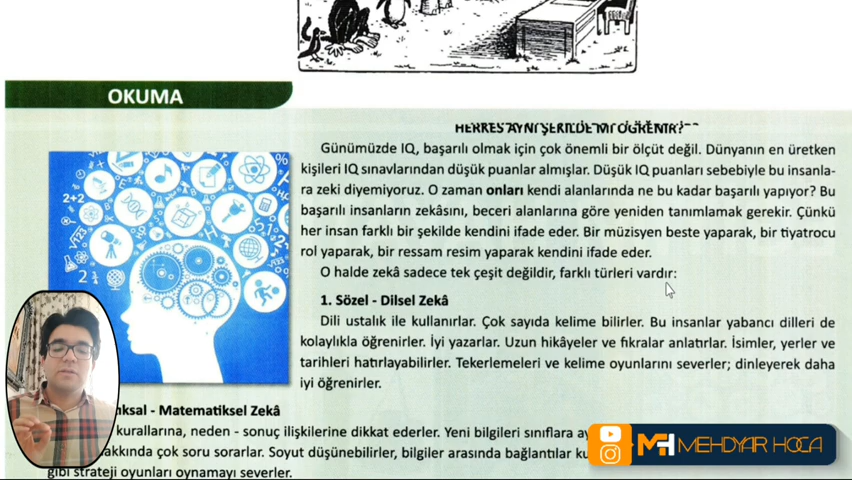 OKUMA
HERKES AYNI ŞEKİLDE Mİ ÖĞRENİR?
Günümüzde IQ, başarılı olmak için çok önemli bir ölçüt değil. Dünyanın en üretken
kişileri IQ sınavlarından düşük puanlar almışlar. Düşük IQ puanları sebebiyle bu insanla-
ra zeki diyemiyoruz. O zaman onları kendi alanlarında ne bu kadar başarılı yapıyor? Bu
başarılı insanların zekâsını, beceri alanlarına göre yeniden tanımlamak gerekir. Çünkü
her insan farklı bir şekilde kendini ifade eder. Bir müzisyen beste yaparak, bir tiyatrocu
rol yaparak, bir ressam resim yaparak kendini ifade eder.
O halde zekâ sadece tek çeşit değildir, farklı türleri vardır:
1. Sözel - Dilsel Zekâ
Dili ustalık ile kullanırlar. Çok sayıda kelime bilirler. Bu insanlar yabancı dilleri de
kolaylıkla öğrenirler. İyi yazarlar. Uzun hikâyeler ve fıkralar anlatırlar. İsimler, yerler ve
tarihleri hatırlayabilirler. Tekerlemeleri ve kelime oyunlarını severler; dinleyerek daha
iyi öğrenirler.
2+2
- Matematiksel Zekâ
kurallarına, neden - sonuç ilişkilerine dikkat ederler. Yeni bilgileri sınıflara
çok soru sorarlar. Soyut düşünebilirler, bilgiler arasında bağlantılar
gibi strateji oyunları oynamayı severler.
MEHDYAR HOCA